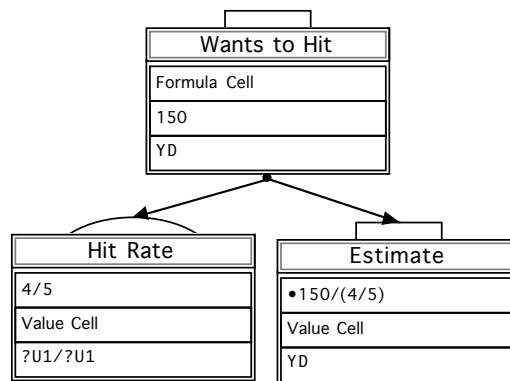 Wants to Hit
Formula Cell
150
YD
Hit Rate
4/5
Value Cell
?U1/?U1
Estimate
•150/(4/5)
Value Cell
YD